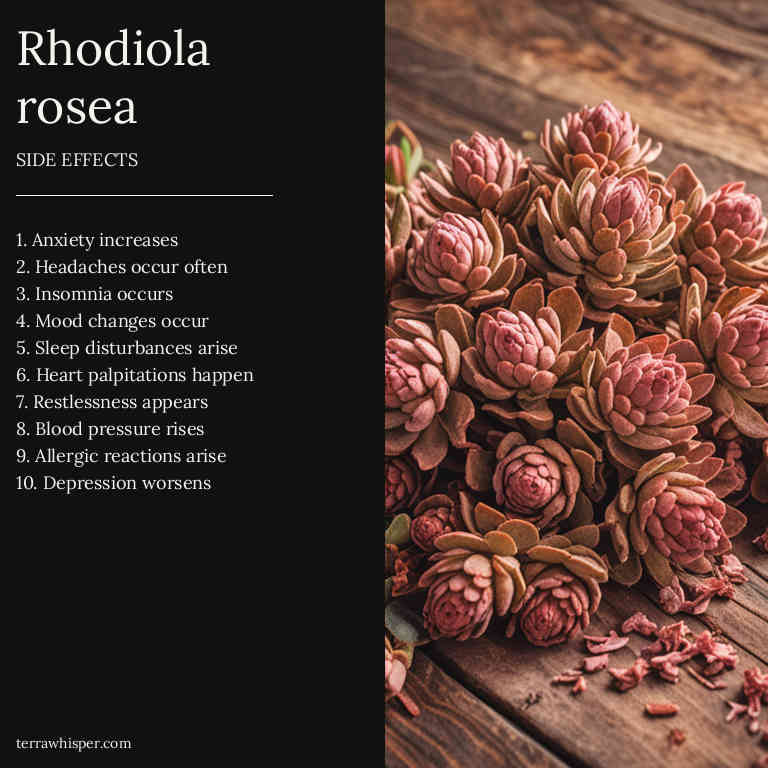 Rhodiola
rosea
SIDE EFFECTS
1. Anxiety increases
2. Headaches occur often
3. Insomnia occurs
4. Mood changes occur
5. Sleep disturbances arise
6. Heart palpitations happen
7. Restlessness appears
8. Blood pressure rises
9. Allergic reactions arise
10. Depression worsens
terrawhisper.com